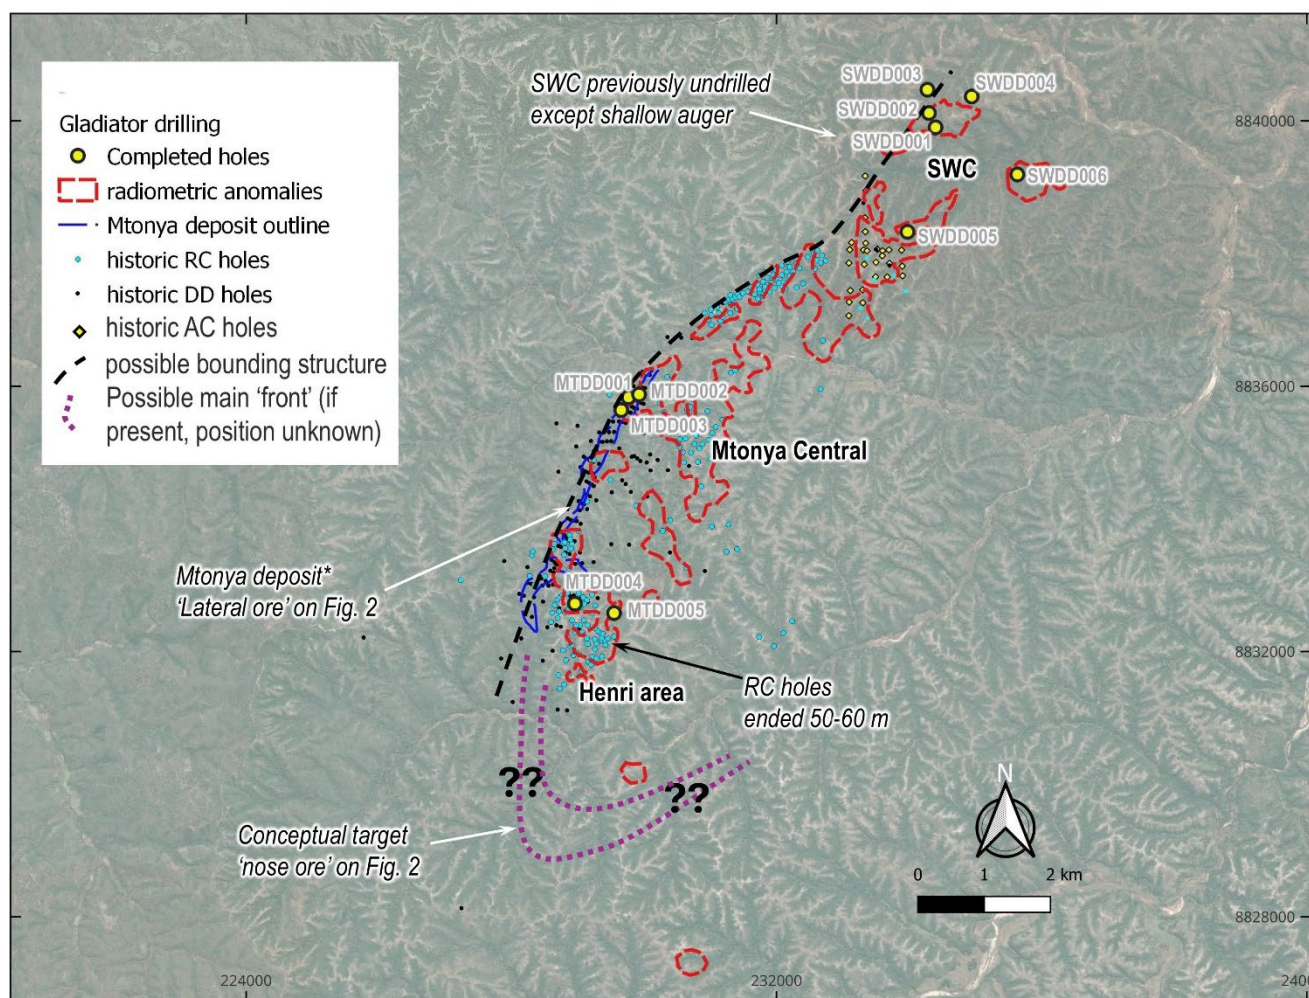 Gladiator drilling
Completed holes
radiometric anomalies
Mtonya deposit outline
historic RC holes
historic DD holes
historic AC holes
possible bounding structure
Possible main ‘front’ (if
present, position unknown)
SWC previously undrilled
except shallow auger
SWDD003
SWDD004
SWDD002
SWDD001
SWC
SWDD006
SWDD005
8840000
MTDD001
MTDD002
MTDD003
8836000
Mtonya Central
Mtonya deposit*
‘Lateral ore’ on Fig. 2
MTDD004
MTDD005
8832000
Henri area
RC holes
ended 50-60 m
??
??
Conceptual target
‘nose ore’ on Fig. 2
N
0 1 2 km
8828000
224000
232000
2400